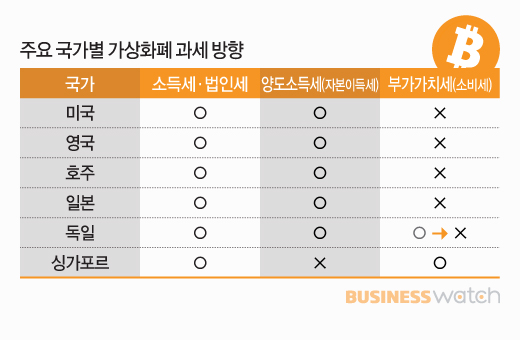 주요 국가별 가상화폐 과세 방향
국가 소득세·법인세 양도소득세(자본이득세) 부가가치세(소비세)
미국 ○ ○ ×
영국 ○ ○ ×
호주 ○ ○ ×
일본 ○ ○ ×
독일 ○ ○ ○ → ×
싱가포르 ○ × ○
BUSINESS watch